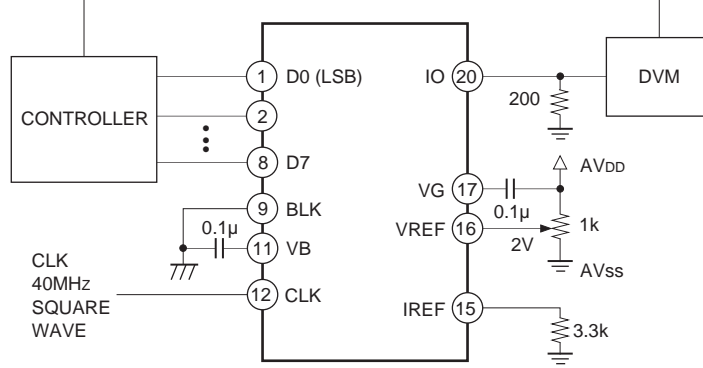 CONTROLLER
1 D0 (LSB)
2
8 D7
9 BLK
0.1µ
11 VB
12 CLK
CLK
40MHz
SQUARE
WAVE
IO 20
200
DVM
VG 17
0.1µ
AVDD
VREF 16
2V
1k
AVss
IREF 15
3.3k